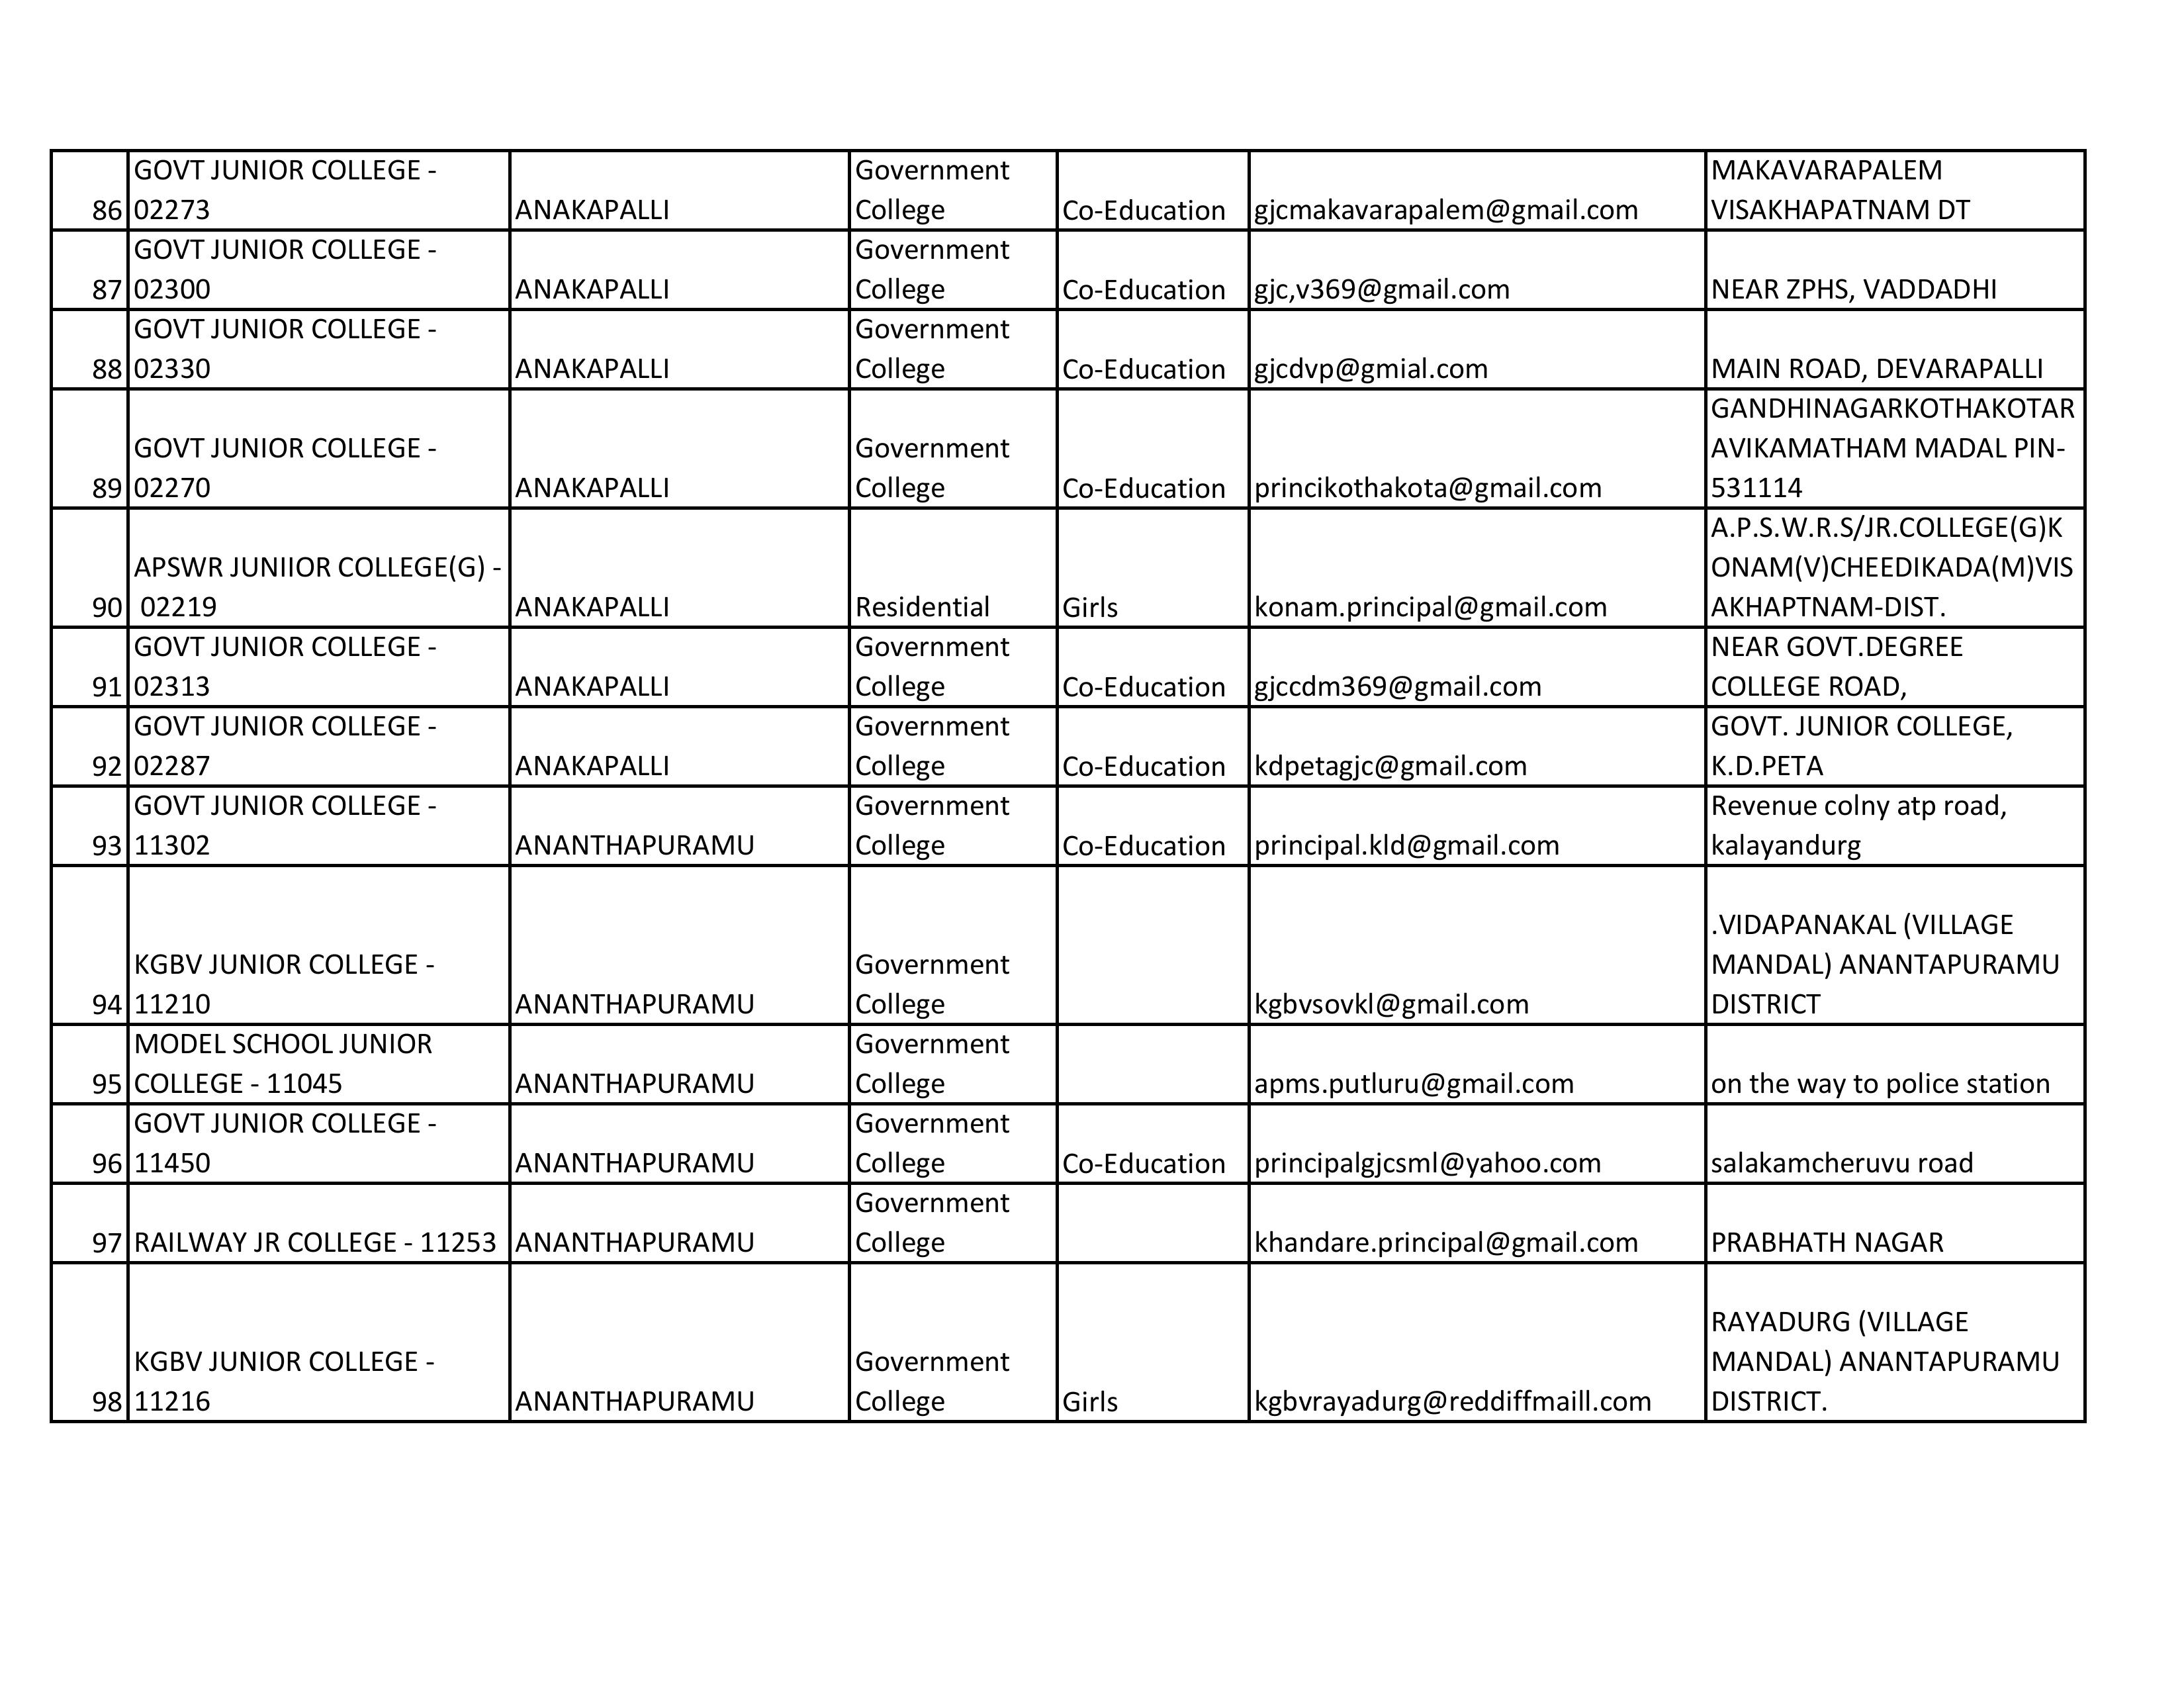 86 GOVT JUNIOR COLLEGE - 02273 ANAKAPALLI Government College Co-Education gjcmakavarapalem@gmail.com MAKAVARAPALEM VISAKHAPATNAM DT
87 GOVT JUNIOR COLLEGE - 02300 ANAKAPALLI Government College Co-Education gjc,v369@gmail.com NEAR ZPHS, VADDADHI
88 GOVT JUNIOR COLLEGE - 02330 ANAKAPALLI Government College Co-Education gjcdvp@gmial.com MAIN ROAD, DEVARAPALLI
89 GOVT JUNIOR COLLEGE - 02270 ANAKAPALLI Government College Co-Education princikothakota@gmail.com GANDHINAGARKOTHAKOTARAVIKAMATHAM MADAL PIN-531114
90 APSWR JUNIIOR COLLEGE(G) - 02219 ANAKAPALLI Residential Girls konam.principal@gmail.com A.P.S.W.R.S/JR.COLLEGE(G)KONAM(V)CHEEDIKADA(M)VISAKHAPTNAM-DIST.
91 GOVT JUNIOR COLLEGE - 02313 ANAKAPALLI Government College Co-Education gjccdm369@gmail.com NEAR GOVT.DEGREE COLLEGE ROAD,
92 GOVT JUNIOR COLLEGE - 02287 ANAKAPALLI Government College Co-Education kdpetagjc@gmail.com GOVT. JUNIOR COLLEGE, K.D.PETA
93 GOVT JUNIOR COLLEGE - 11302 ANANTHAPURAMU Government College Co-Education principal.kld@gmail.com Revenue colny atp road, kalayandurg
94 KGBV JUNIOR COLLEGE - 11210 ANANTHAPURAMU Government College kgbvsovkl@gmail.com .VIDAPANAKAL (VILLAGE MANDAL) ANANTAPURAMU DISTRICT
95 MODEL SCHOOL JUNIOR COLLEGE - 11045 ANANTHAPURAMU Government College apms.putluru@gmail.com on the way to police station
96 GOVT JUNIOR COLLEGE - 11450 ANANTHAPURAMU Government College Co-Education principalgjcsml@yahoo.com salakamcheruvu road
97 RAILWAY JR COLLEGE - 11253 ANANTHAPURAMU Government College khandare.principal@gmail.com PRABHATH NAGAR
98 KGBV JUNIOR COLLEGE - 11216 ANANTHAPURAMU Government College Girls kgbvrayadurg@reddiffmaill.com RAYADURG (VILLAGE MANDAL) ANANTAPURAMU DISTRICT.